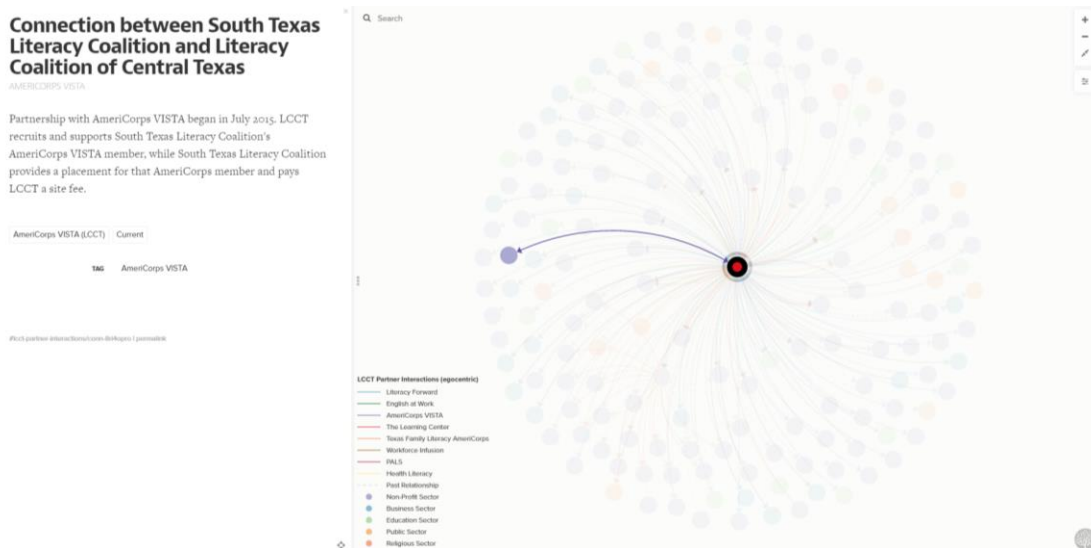 Connection between South Texas
Literacy Coalition and Literacy
Coalition of Central Texas
AMERICORPS VISTA
Partnership with AmeriCorps VISTA began in July 2015. LCCT
recruits and supports South Texas Literacy Coalition's
AmeriCorps VISTA member, while South Texas Literacy Coalition
provides a placement for that AmeriCorps member and pays
LCCT a site fee.
AmeriCorps VISTA (LCCT) Current
TAG AmeriCorps VISTA
| permalink
Search
LCCT Partner Interactions (egocentric)
Literacy Forward
English at Work
AmeriCorps VISTA
The Learning Center
Texas Family Literacy AmeriCorps
Workforce Infusion
PALS
Health Literacy
Past Relationship
Non-Profit Sector
Business Sector
Education Sector
Public Sector
Religious Sector